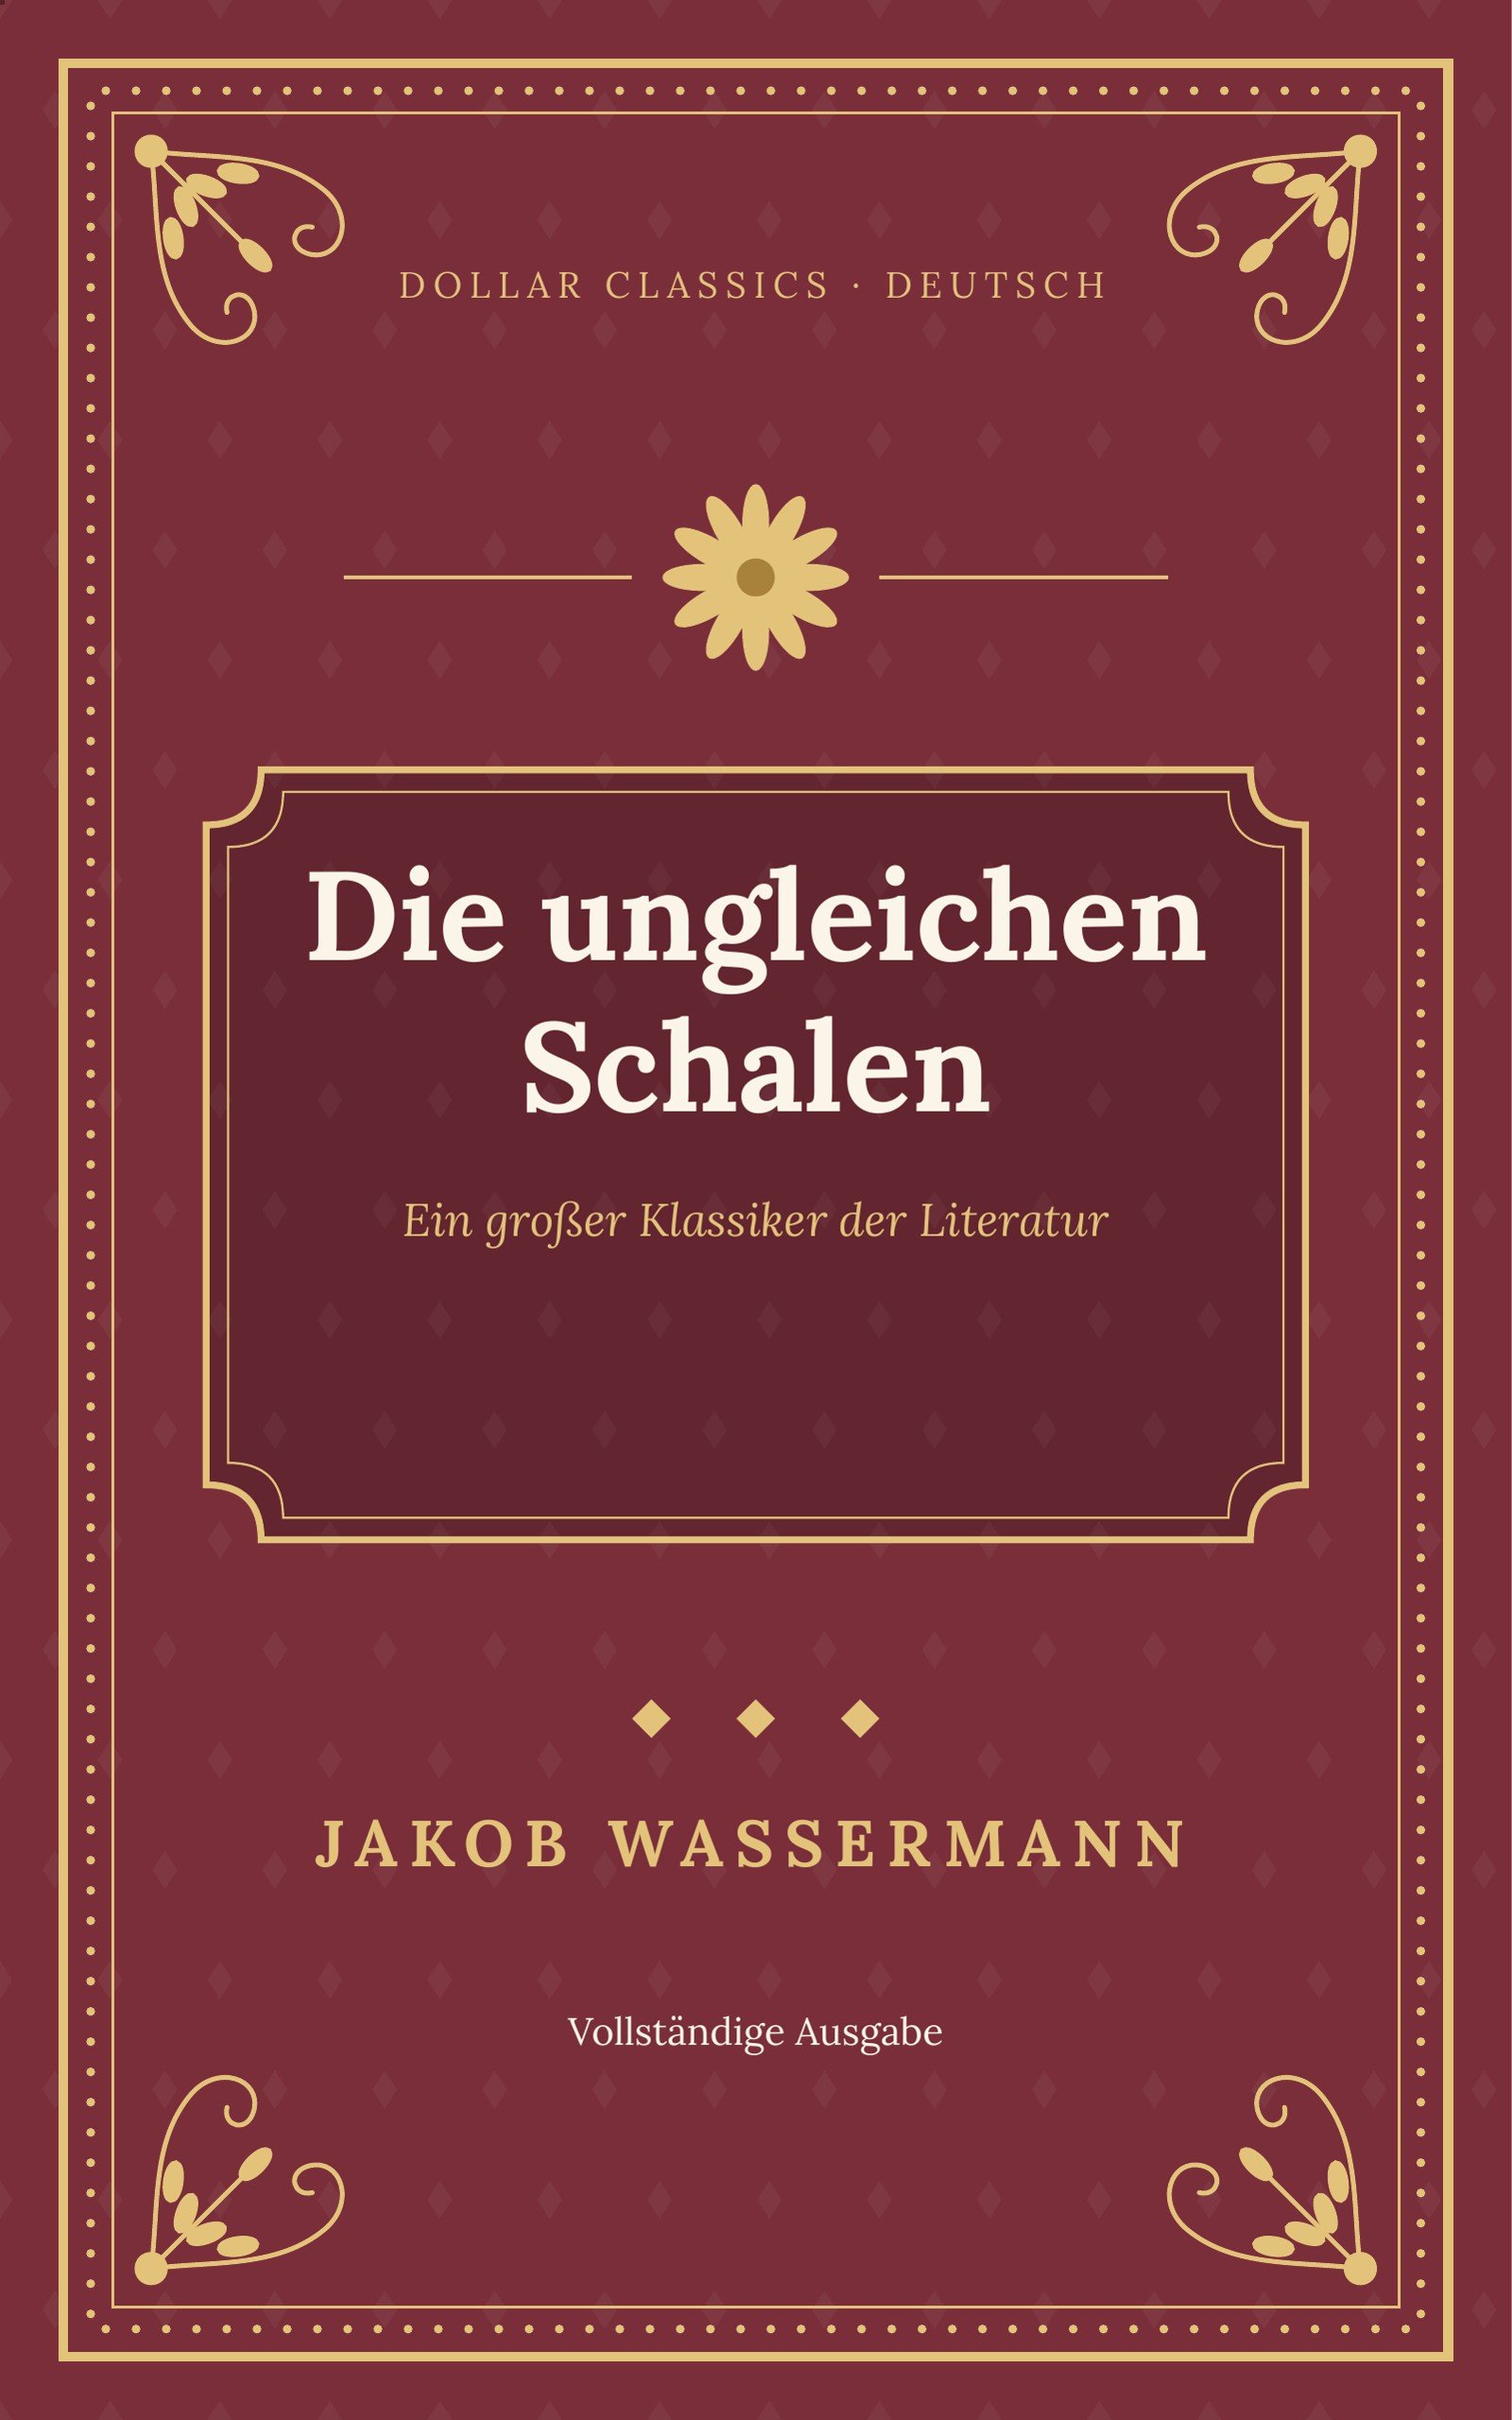 DOLLAR CLASSICS · DEUTSCH
Die ungleichen
Schalen
Ein großer Klassiker der Literatur
JAKOB WASSERMANN
Vollständige Ausgabe